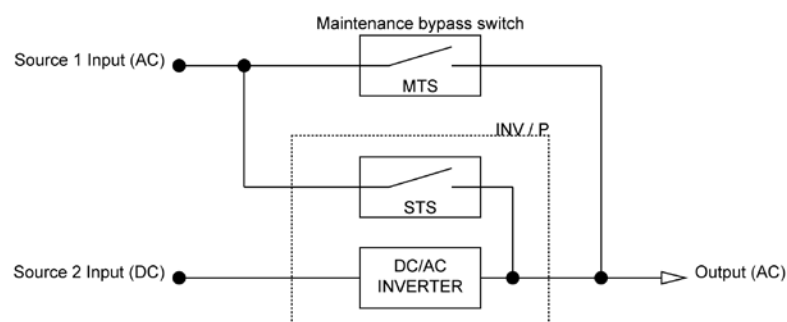 Maintenance bypass switch
Source 1 Input (AC)
MTS
INV / P
STS
Source 2 Input (DC)
DC/AC
INVERTER
Output (AC)